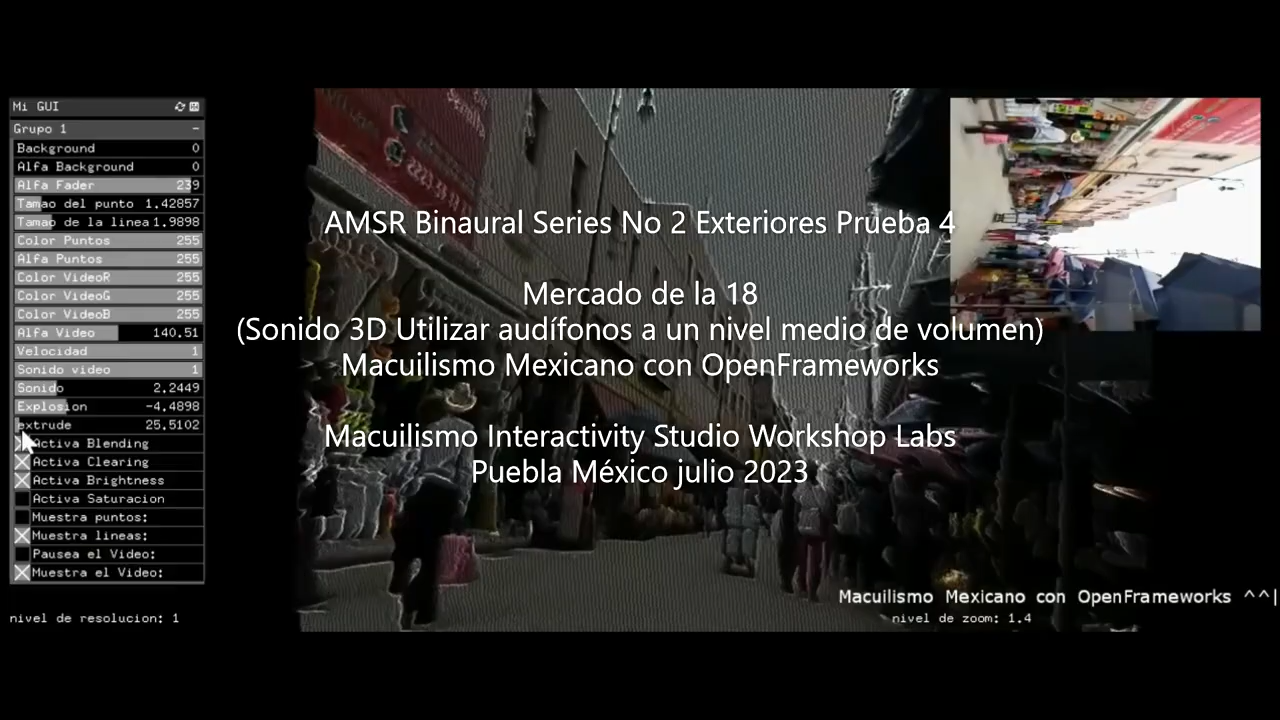 Mi GUI
Grupo 1 -
Background 0
Alfa Background 0
Alfa Fader 239
Tamao del punto 1.42857
Tamao de la linea 1.9898
Color Puntos 255
Alfa Puntos 255
Color VideoR 255
Color VideoG 255
Color VideoB 255
Alfa Video 140.51
Velocidad 1
Sonido video 1
Sonido 2.2449
Explosion -4.4898
extrude 25.5102
Activa Blending
Activa Clearing
Activa Brightness
Activa Saturacion
Muestra puntos:
Muestra lineas:
Pausea el Video:
Muestra el Video:
nivel de resolucion: 1
AMSR Binaural Series No 2 Exteriores Prueba 4
Mercado de la 18
(Sonido 3D Utilizar audífonos a un nivel medio de volumen)
Macuilismo Mexicano con OpenFrameworks
Macuilismo Interactivity Studio Workshop Labs
Puebla México julio 2023
Macuilismo Mexicano con OpenFrameworks ^^|
nivel de zoom: 1.4